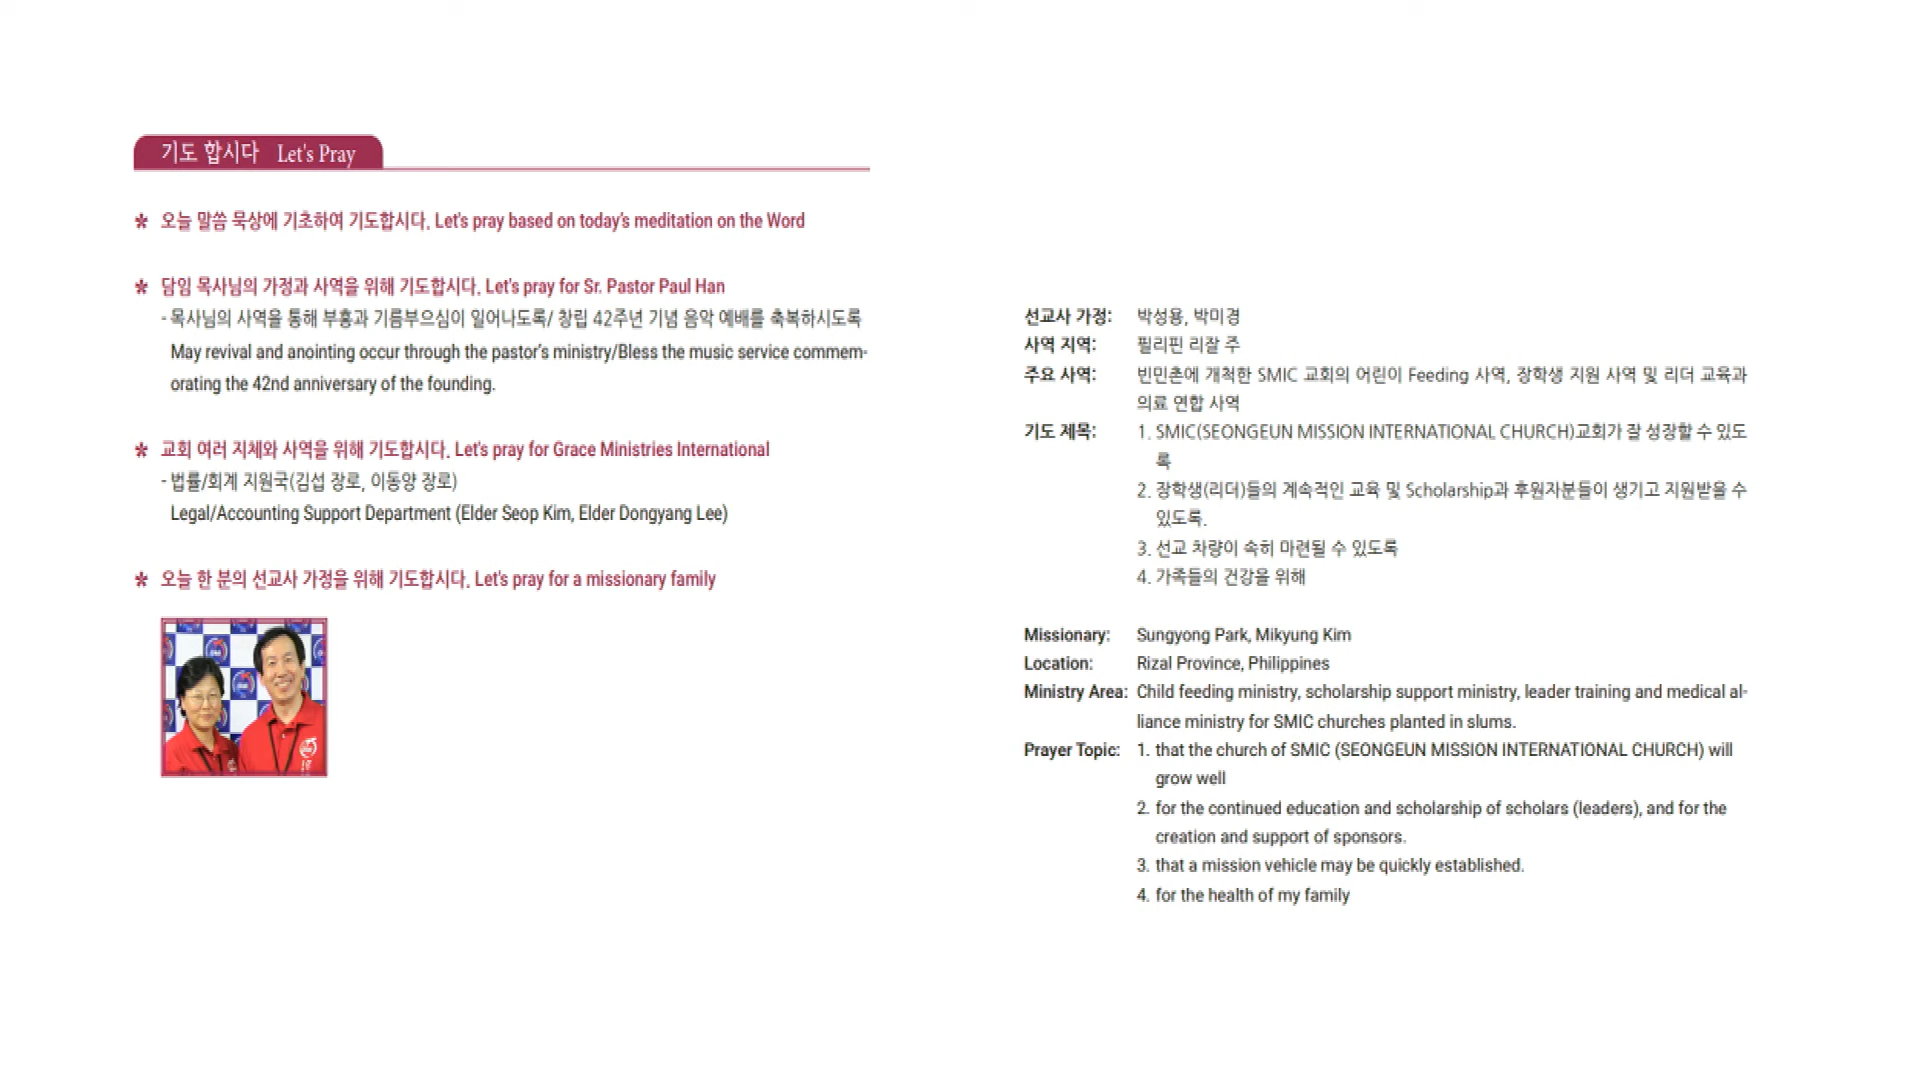 기도 합시다 Let's Pray
* 오늘 말씀 묵상에 기초하여 기도합시다. Let's pray based on today's meditation on the Word
* 담임 목사님의 가정과 사역을 위해 기도합시다. Let's pray for Sr. Pastor Paul Han
- 목사님의 사역을 통해 부흥과 기름부으심이 일어나도록/ 창립 42주년 기념 음악 예배를 축복하시도록
May revival and anointing occur through the pastor's ministry/Bless the music service commem-
orating the 42nd anniversary of the founding.
* 교회 여러 지체와 사역을 위해 기도합시다. Let's pray for Grace Ministries International
- 법률/회계 지원국(김섭 장로, 이동양 장로)
Legal/Accounting Support Department (Elder Seop Kim, Elder Dongyang Lee)
* 오늘 한 분의 선교사 가정을 위해 기도합시다. Let's pray for a missionary family
선교사 가정: 박성용, 박미경
사역 지역: 필리핀 리잘 주
주요 사역: 빈민촌에 개척한 SMIC 교회의 어린이 Feeding 사역, 장학생 지원 사역 및 리더 교육과
의료 연합 사역
기도 제목: 1. SMIC(SEONGEUN MISSION INTERNATIONAL CHURCH)교회가 잘 성장할 수 있도
록
2. 장학생(리더)들의 계속적인 교육 및 Scholarship과 후원자분들이 생기고 지원받을 수
있도록.
3. 선교 차량이 속히 마련될 수 있도록
4. 가족들의 건강을 위해
Missionary: Sungyong Park, Mikyung Kim
Location: Rizal Province, Philippines
Ministry Area: Child feeding ministry, scholarship support ministry, leader training and medical al-
liance ministry for SMIC churches planted in slums.
Prayer Topic: 1. that the church of SMIC (SEONGEUN MISSION INTERNATIONAL CHURCH) will
grow well
2. for the continued education and scholarship of scholars (leaders), and for the
creation and support of sponsors.
3. that a mission vehicle may be quickly established.
4. for the health of my family